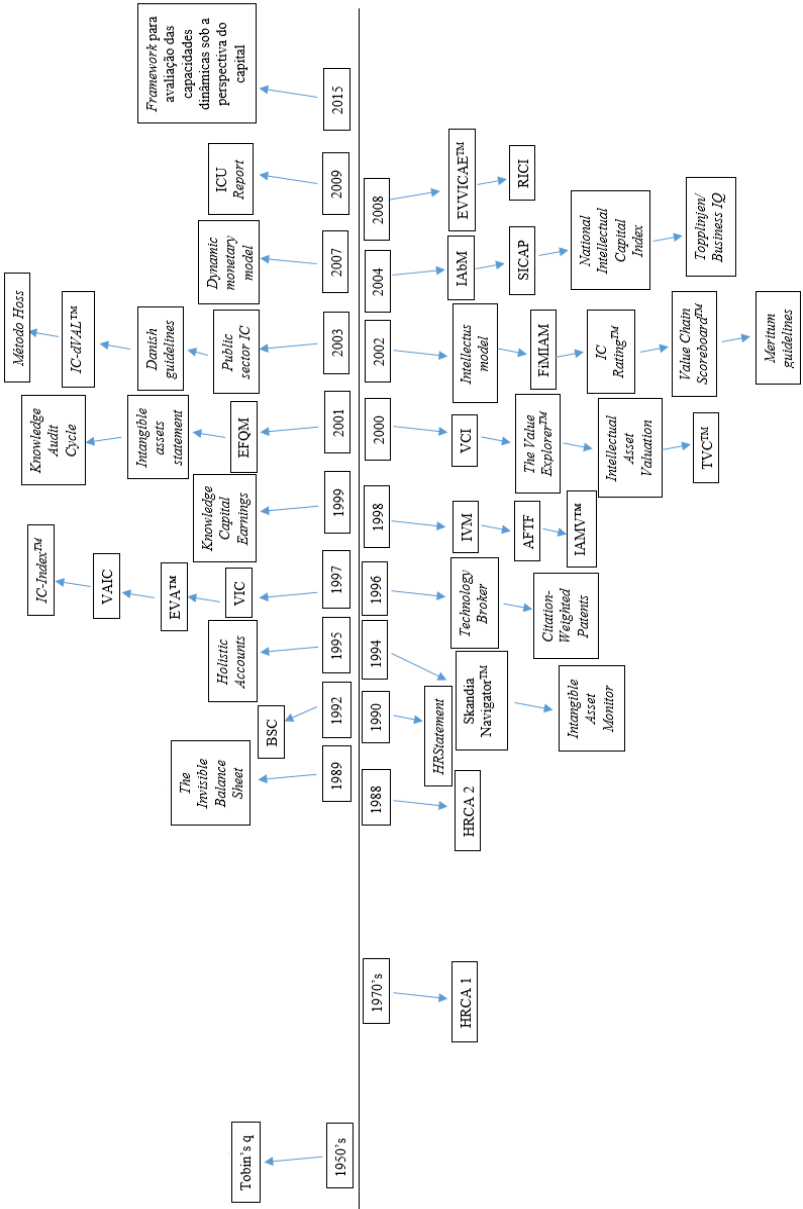 Tobin's q
1950's
1970's
HRCA 1
1988
HRCA 2
The
Invisible
Balance
Sheet
1989
1990
HRStatement
BSC
1992
1994
Skandia
Navigator™
Intangible
Asset
Monitor
Holistic
Accounts
1995
1996
Technology
Broker
Citation-
Weighted
Patents
IC-Index™
VAIC
EVA™
VIC
1997
1998
IVM
AFTF
IAMV™
Knowledge
Capital
Earnings
1999
2000
VCI
The Value
Explorer™
Intellectual
Asset
Valuation
TVC™
Knowledge
Audit
Cycle
Intangible
assets
statement
EFQM
2001
2002
Intellectus
model
FiMIAM
IC
Rating™
Value Chain
Scoreboard™
Meritum
guidelines
Método Hoss
IC-dVAL™
Danish
guidelines
Public
sector IC
2003
2004
IAbM
SICAP
National
Intellectual
Capital
Index
Topplinjen/
Business IQ
Dynamic
monetary
model
2007
2008
EVVICAE™
RICI
ICU
Report
2009
Framework para
avaliação das
capacidades
dinâmicas sob a
perspectiva do
capital
2015